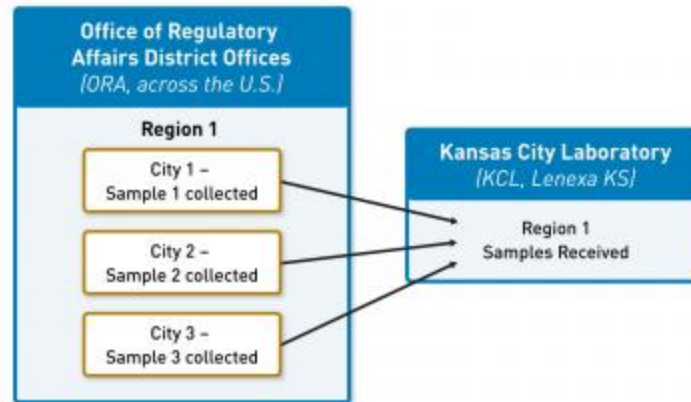 Office of Regulatory
Affairs District Offices
(ORA, across the U.S.)
Region 1
City 1 –
Sample 1 collected
City 2 –
Sample 2 collected
City 3 –
Sample 3 collected
Kansas City Laboratory
(KCL, Lenexa KS)
Region 1
Samples Received